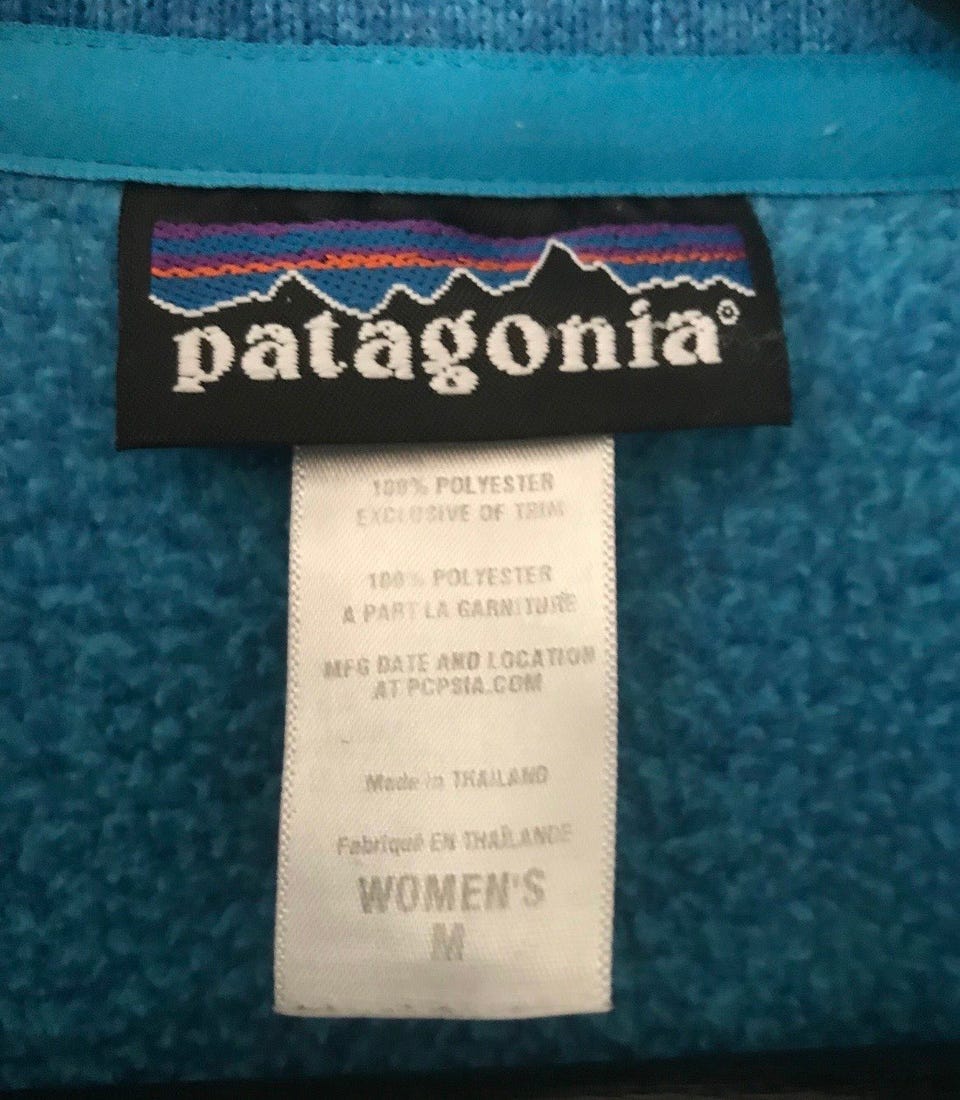 patagonia®
100% POLYESTER
EXCLUSIVE OF TRIM
100% POLYESTER
A PART LA GARNITURE
MFG DATE AND LOCATION
AT PCPSIA.COM
Made in THAILAND
Fabriqué EN THAÏLANDE
WOMEN'S
M